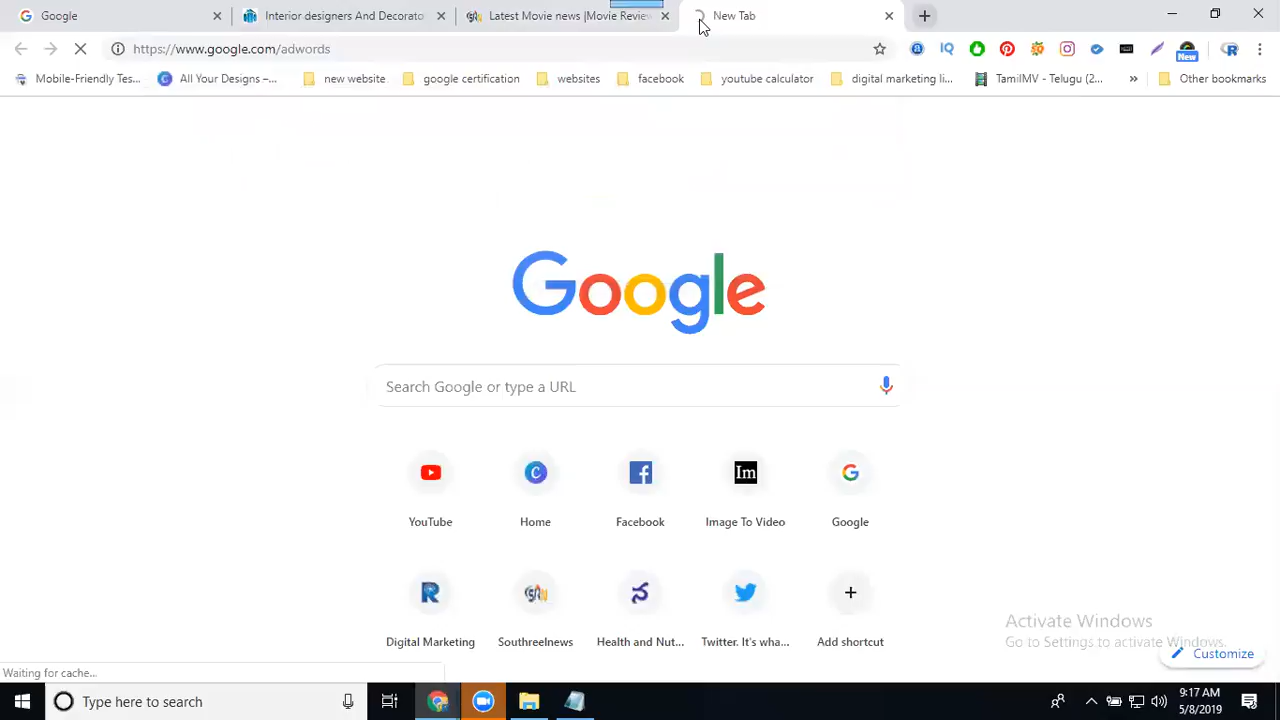 Google
Interior designers And Decorato
Latest Movie news |Movie Revie
New Tab
https://www.google.com/adwords
New
Mobile-Friendly Tes...
All Your Designs –...
new website
google certification
websites
facebook
youtube calculator
digital marketing li...
TamilMV - Telugu (2...
»
Other bookmarks
Google
Search Google or type a URL
Im
YouTube
Home
Facebook
Image To Video
Google
Digital Marketing
Southreelnews
Health and Nut...
Twitter. It's wha...
Add shortcut
Activate Windows
Go to Settings to activate Windows.
Customize
Waiting for cache...
Type here to search
9:17 AM
5/8/2019